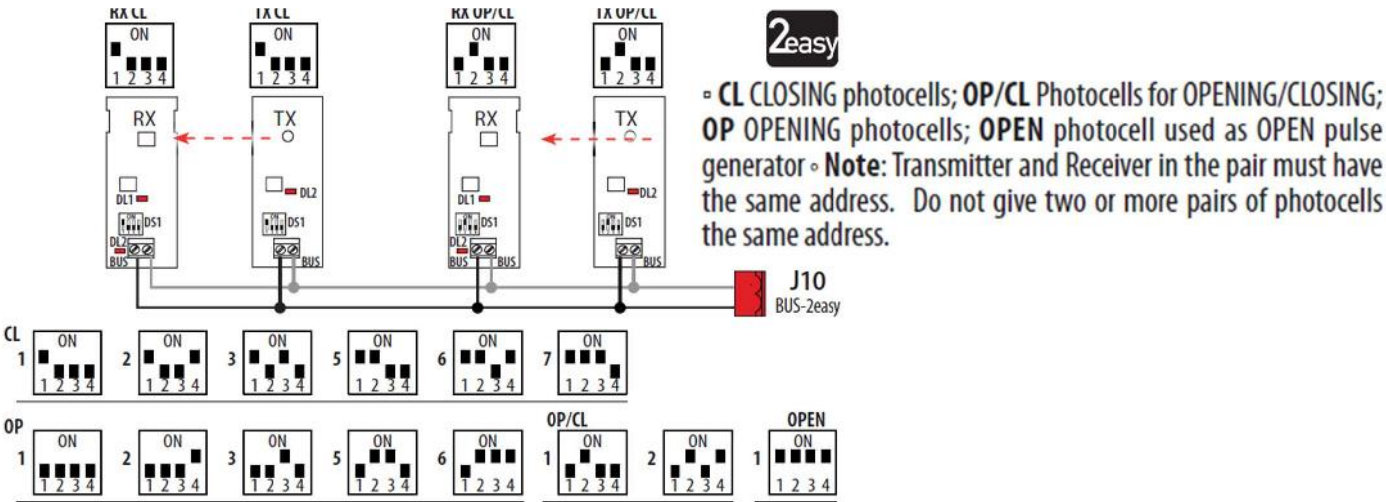 RX CL TX CL RX OP/CL TX OP/CL
ON ON ON ON
1 2 3 4 1 2 3 4 1 2 3 4 1 2 3 4
2easy
▫ CL CLOSING photocells; OP/CL Photocells for OPENING/CLOSING;
OP OPENING photocells; OPEN photocell used as OPEN pulse
generator ◦ Note: Transmitter and Receiver in the pair must have
the same address. Do not give two or more pairs of photocells
the same address.
RX TX RX TX
DL1 DL2 DL1 DL2
ON DS1 ON DS1 ON DS1 ON DS1
DL2 DL2
BUS BUS BUS BUS BUS
J10
BUS-2easy
CL
1 ON 2 ON 3 ON 5 ON 6 ON 7 ON
1 2 3 4 1 2 3 4 1 2 3 4 1 2 3 4 1 2 3 4 1 2 3 4
OP OP/CL OPEN
1 ON 2 ON 3 ON 5 ON 6 ON 1 ON 2 ON 1 ON
1 2 3 4 1 2 3 4 1 2 3 4 1 2 3 4 1 2 3 4 1 2 3 4 1 2 3 4 1 2 3 4